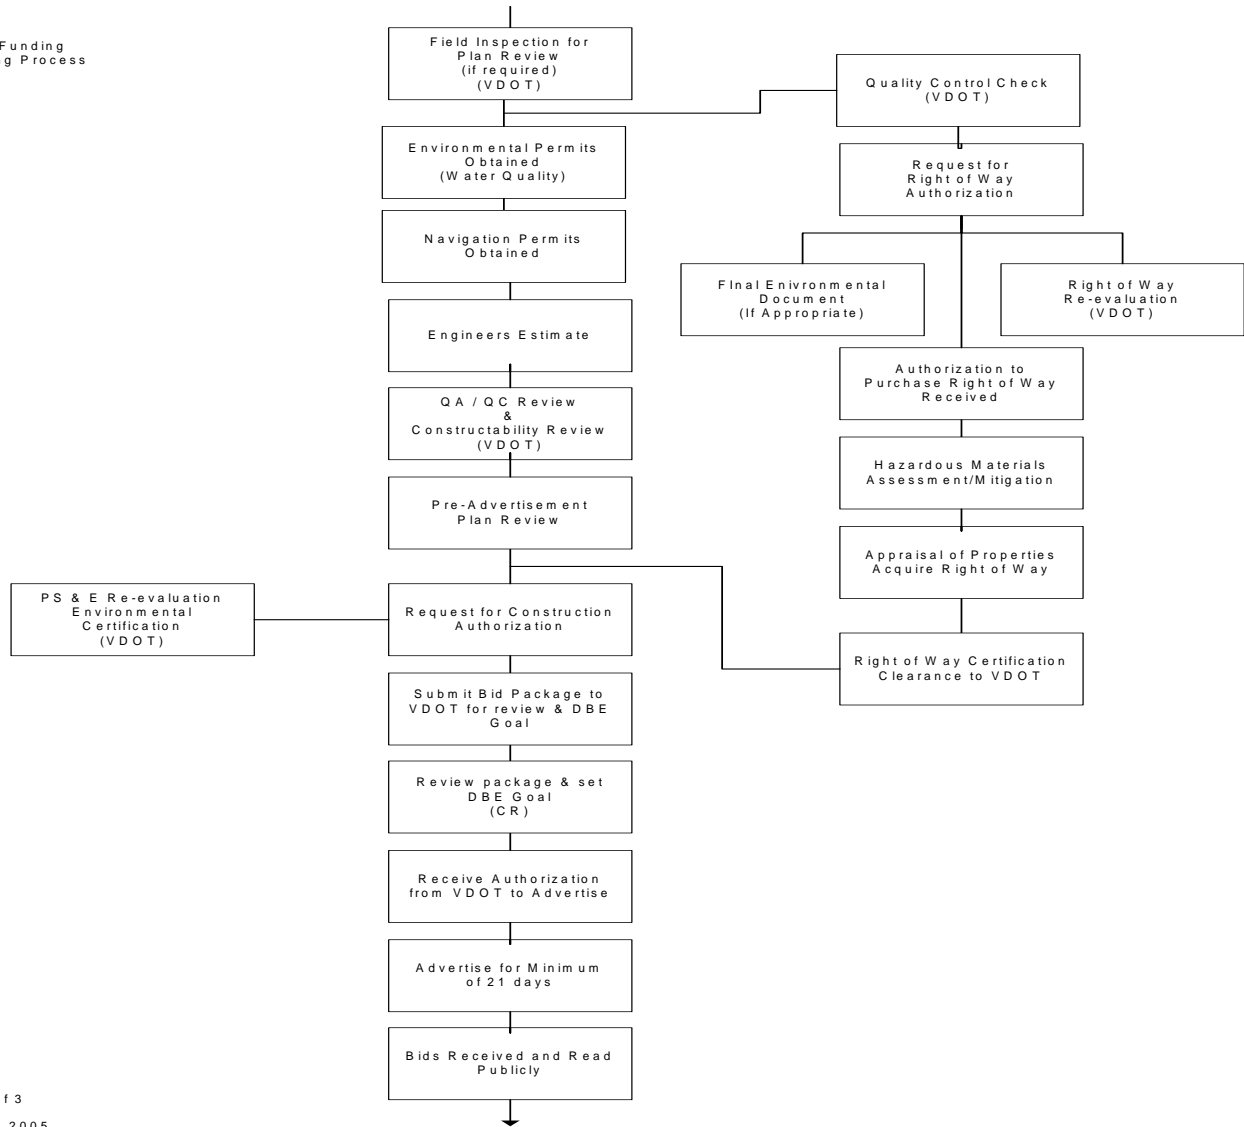 Funding
g Process
Field Inspection for
Plan Review
(if required)
(VDOT)
Quality Control Check
(VDOT)
Environmental Permits
Obtained
(Water Quality)
Request for
Right of Way
Authorization
Navigation Permits
Obtained
FInal Enivronmental
Document
(If Appropriate)
Right of Way
Re-evaluation
(VDOT)
Engineers Estimate
Authorization to
Purchase Right of Way
Received
QA / QC Review
&
Constructability Review
(VDOT)
Hazardous Materials
Assessment/Mitigation
Pre-Advertisement
Plan Review
Appraisal of Properties
Acquire Right of Way
PS & E Re-evaluation
Environmental
Certification
(VDOT)
Request for Construction
Authorization
Right of Way Certification
Clearance to VDOT
Submit Bid Package to
VDOT for review & DBE
Goal
Review package & set
DBE Goal
(CR)
Receive Authorization
from VDOT to Advertise
Advertise for Minimum
of 21 days
Bids Received and Read
Publicly
f 3
2005